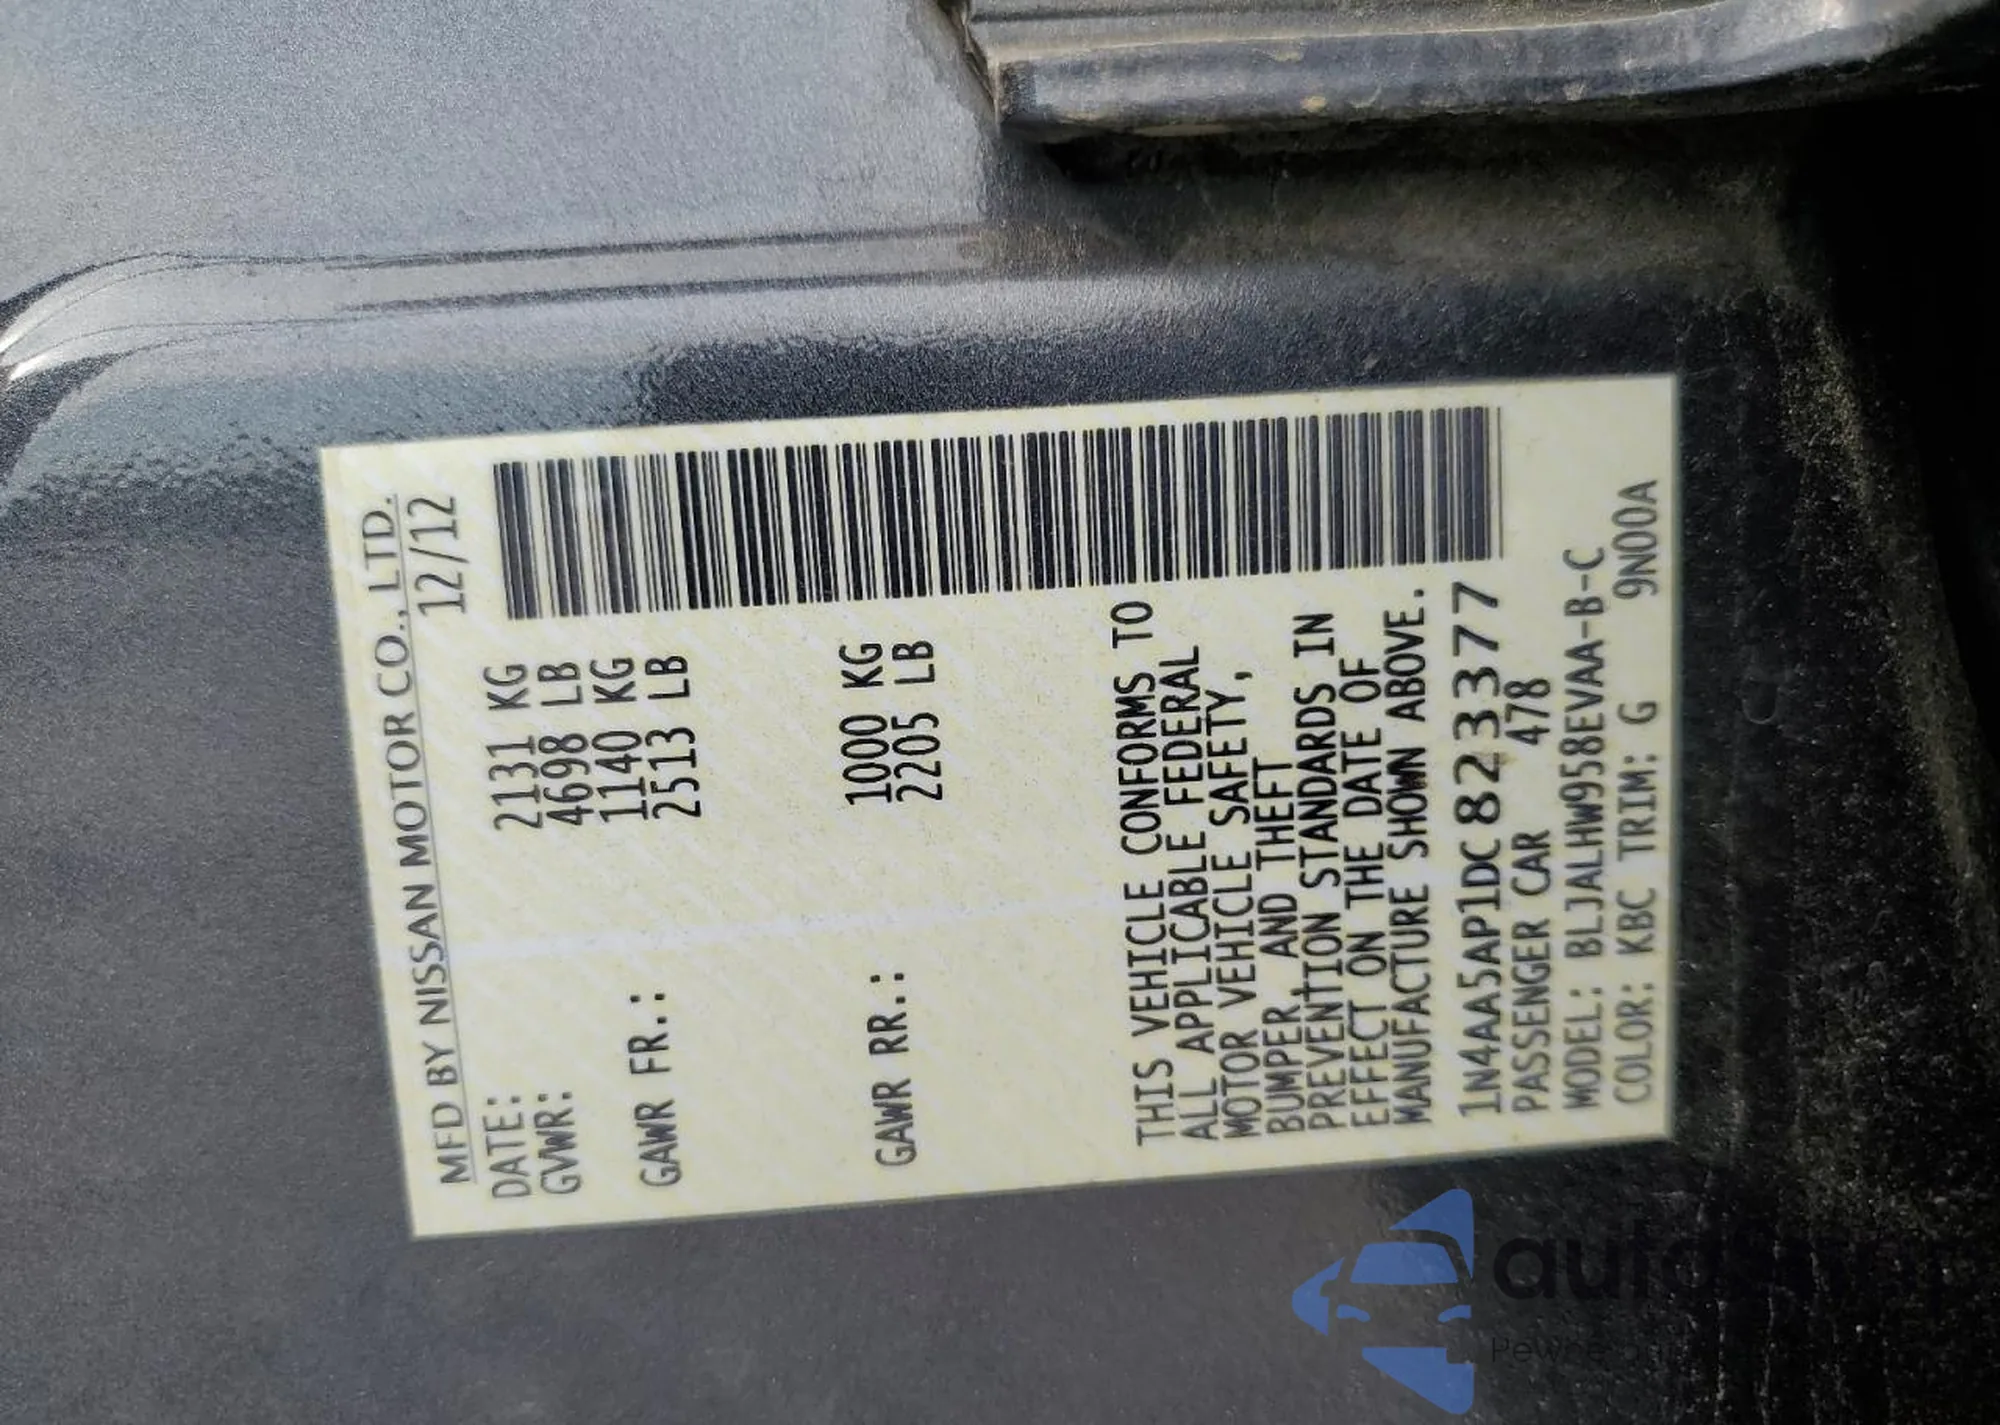 MFD BY NISSAN MOTOR CO., LTD.
DATE: 12/12
GVWR: 2131 KG
4698 LB
GAWR FR.: 1140 KG
2513 LB
GAWR RR.: 1000 KG
2205 LB
THIS VEHICLE CONFORMS TO
ALL APPLICABLE FEDERAL
MOTOR VEHICLE SAFETY,
BUMPER, AND THEFT
PREVENTION STANDARDS IN
EFFECT ON THE DATE OF
MANUFACTURE SHOWN ABOVE.
1N4AA5AP1DC823377
PASSENGER CAR 478
MODEL: BLJALHW958EVAA-B-C
COLOR: KBC TRIM: G 9N00A